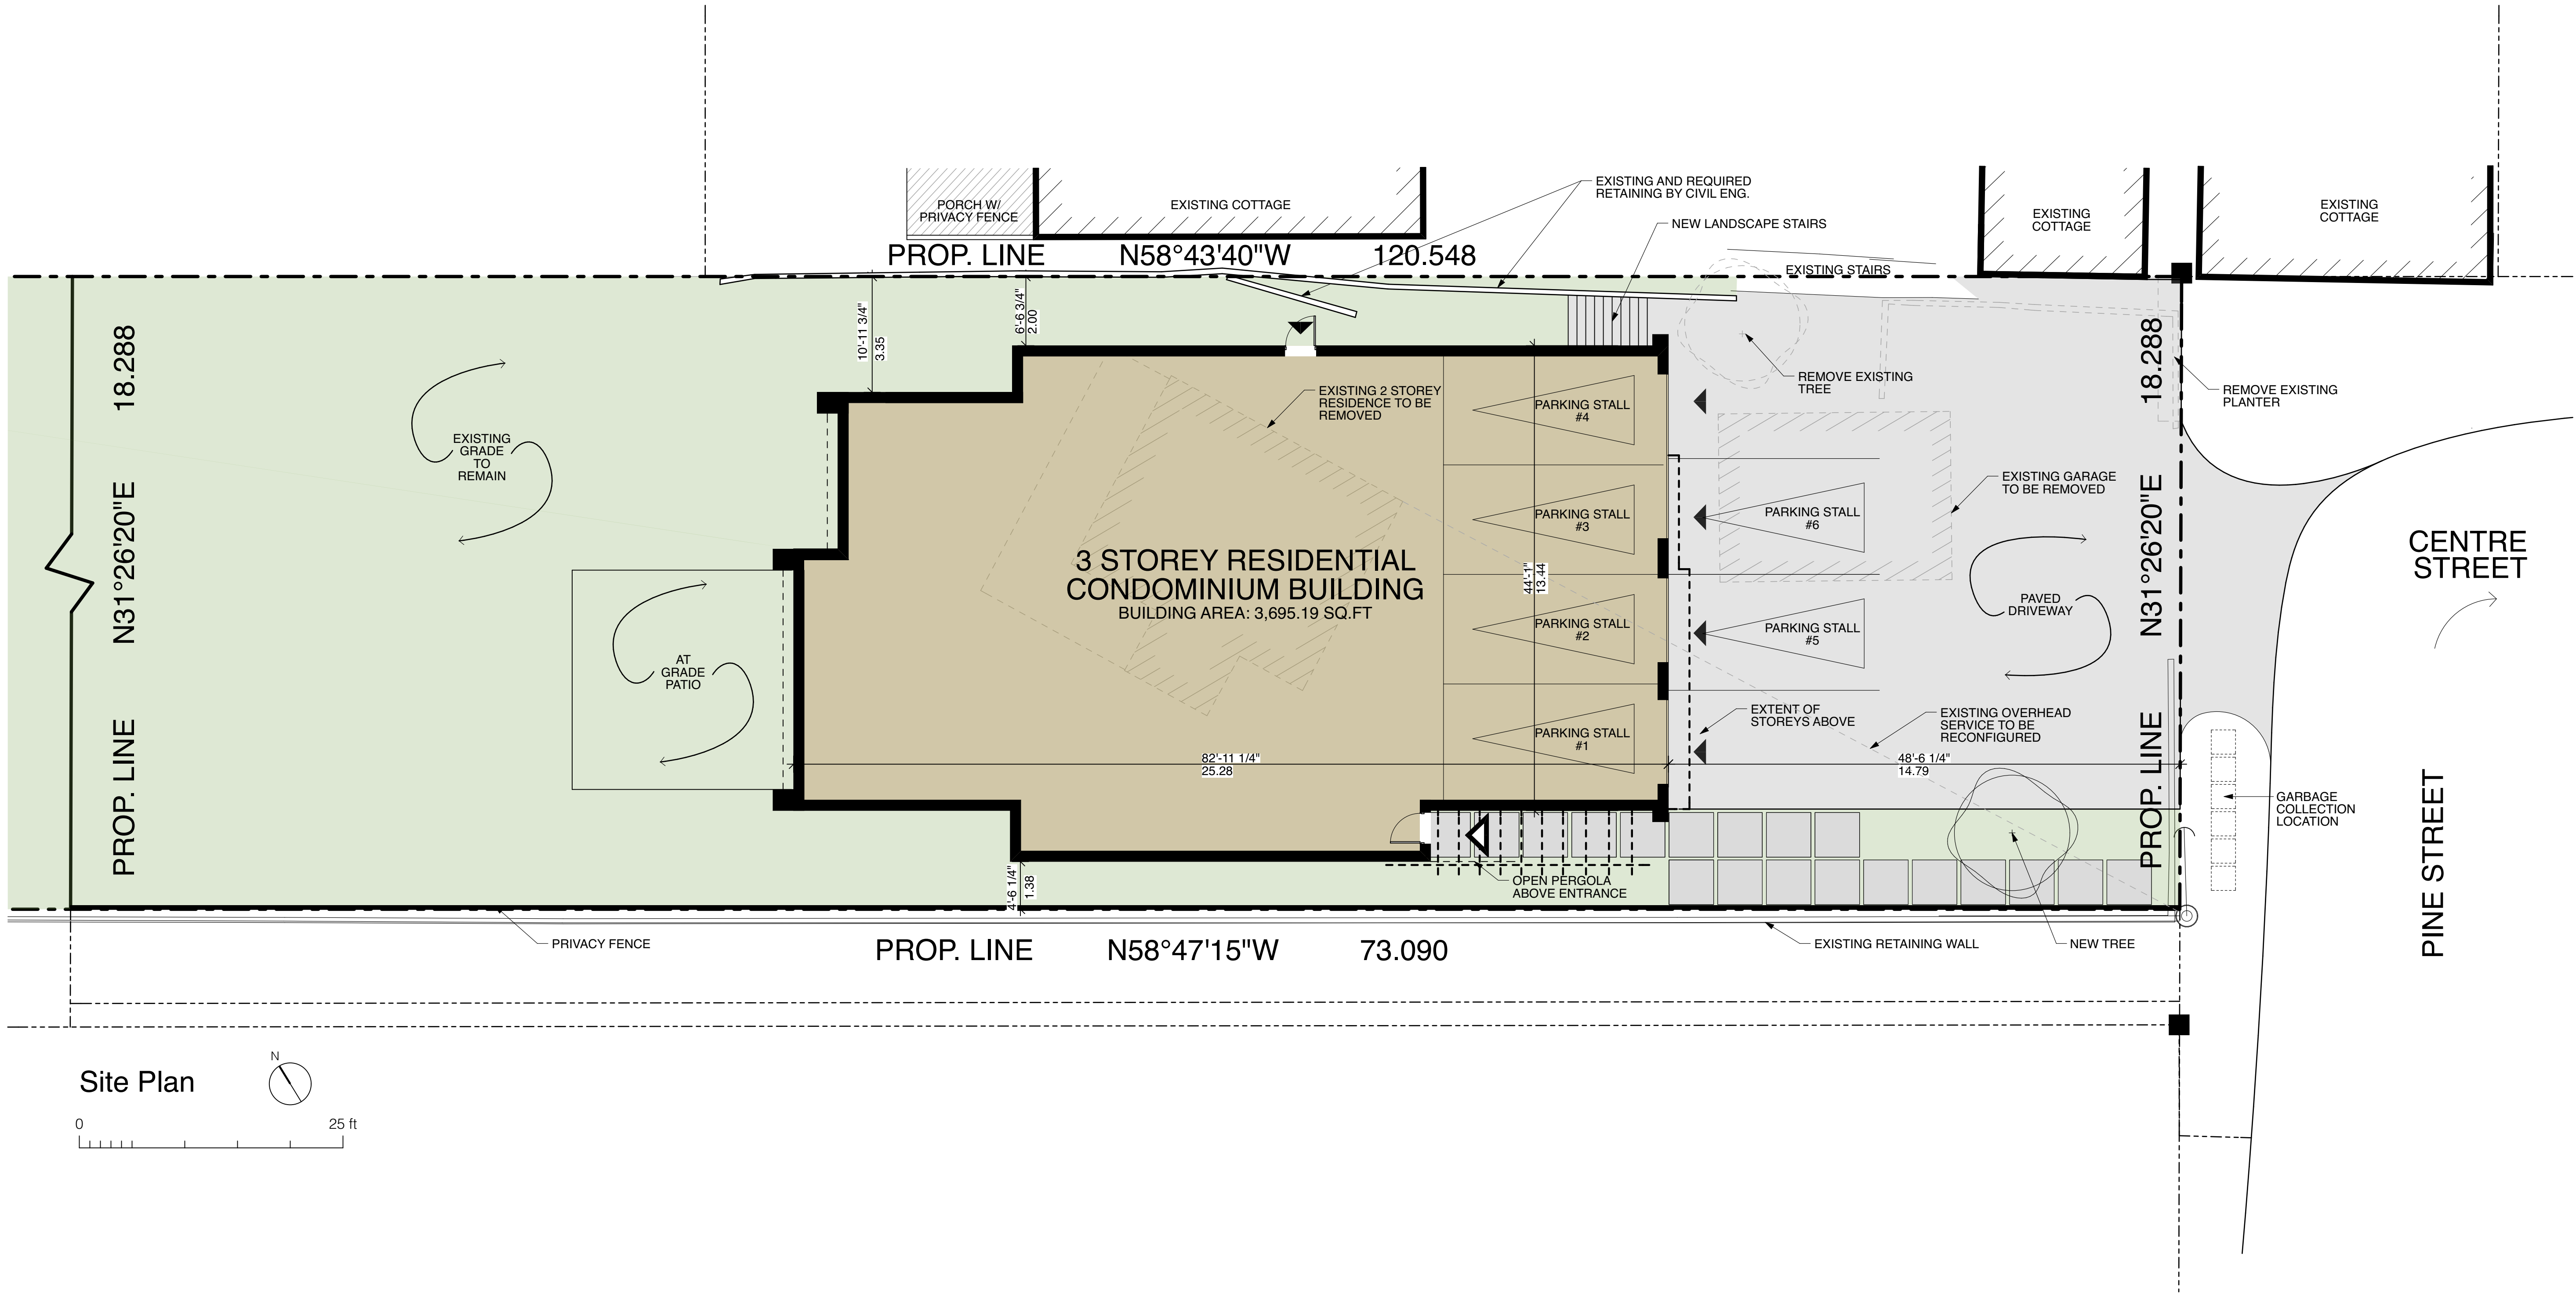 EXISTING AND REQUIRED
RETAINING BY CIVIL ENG.
PORCH W/
PRIVACY FENCE
EXISTING COTTAGE
NEW LANDSCAPE STAIRS
EXISTING
COTTAGE
EXISTING
COTTAGE
PROP. LINE N58°43'40"W 120.548
EXISTING STAIRS
10'-11 3/4"
3.35
6'-6 3/4"
2.00
PROP. LINE N31°26'20"E 18.288
EXISTING
GRADE
TO
REMAIN
AT
GRADE
PATIO
EXISTING 2 STOREY
RESIDENCE TO BE
REMOVED
3 STOREY RESIDENTIAL
CONDOMINIUM BUILDING
BUILDING AREA: 3,695.19 SQ.FT
PARKING STALL
#4
PARKING STALL
#3
PARKING STALL
#2
PARKING STALL
#1
44'-1"
13.44
82'-11 1/4"
25.28
REMOVE EXISTING
TREE
PARKING STALL
#6
PARKING STALL
#5
EXISTING GARAGE
TO BE REMOVED
PAVED
DRIVEWAY
EXTENT OF
STOREYS ABOVE
EXISTING OVERHEAD
SERVICE TO BE
RECONFIGURED
48'-6 1/4"
14.79
PROP. LINE N31°26'20"E 18.288
REMOVE EXISTING
PLANTER
CENTRE
STREET
GARBAGE
COLLECTION
LOCATION
PINE STREET
4'-6 1/4"
1.38
OPEN PERGOLA
ABOVE ENTRANCE
PRIVACY FENCE
PROP. LINE N58°47'15"W 73.090
EXISTING RETAINING WALL
NEW TREE
Site Plan
N
0 25 ft